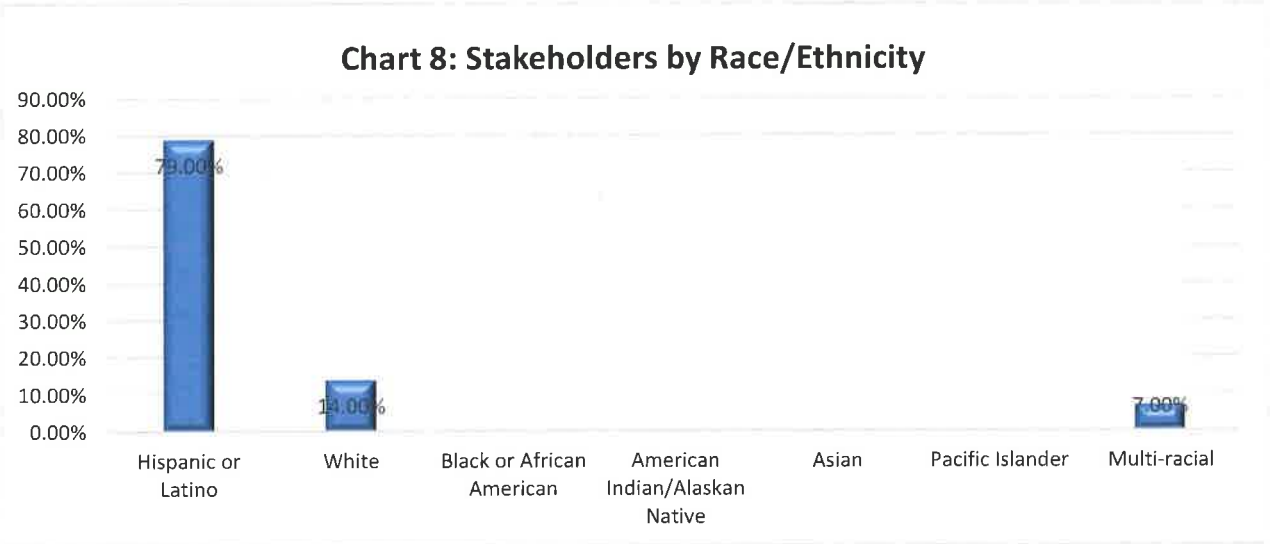 Chart 8: Stakeholders by Race/Ethnicity
90.00%
80.00%
70.00%
60.00%
50.00%
40.00%
30.00%
20.00%
10.00%
0.00%
79.00%
14.00%
7.00%
Hispanic or
Latino
White
Black or African
American
American
Indian/Alaskan
Native
Asian
Pacific Islander
Multi-racial